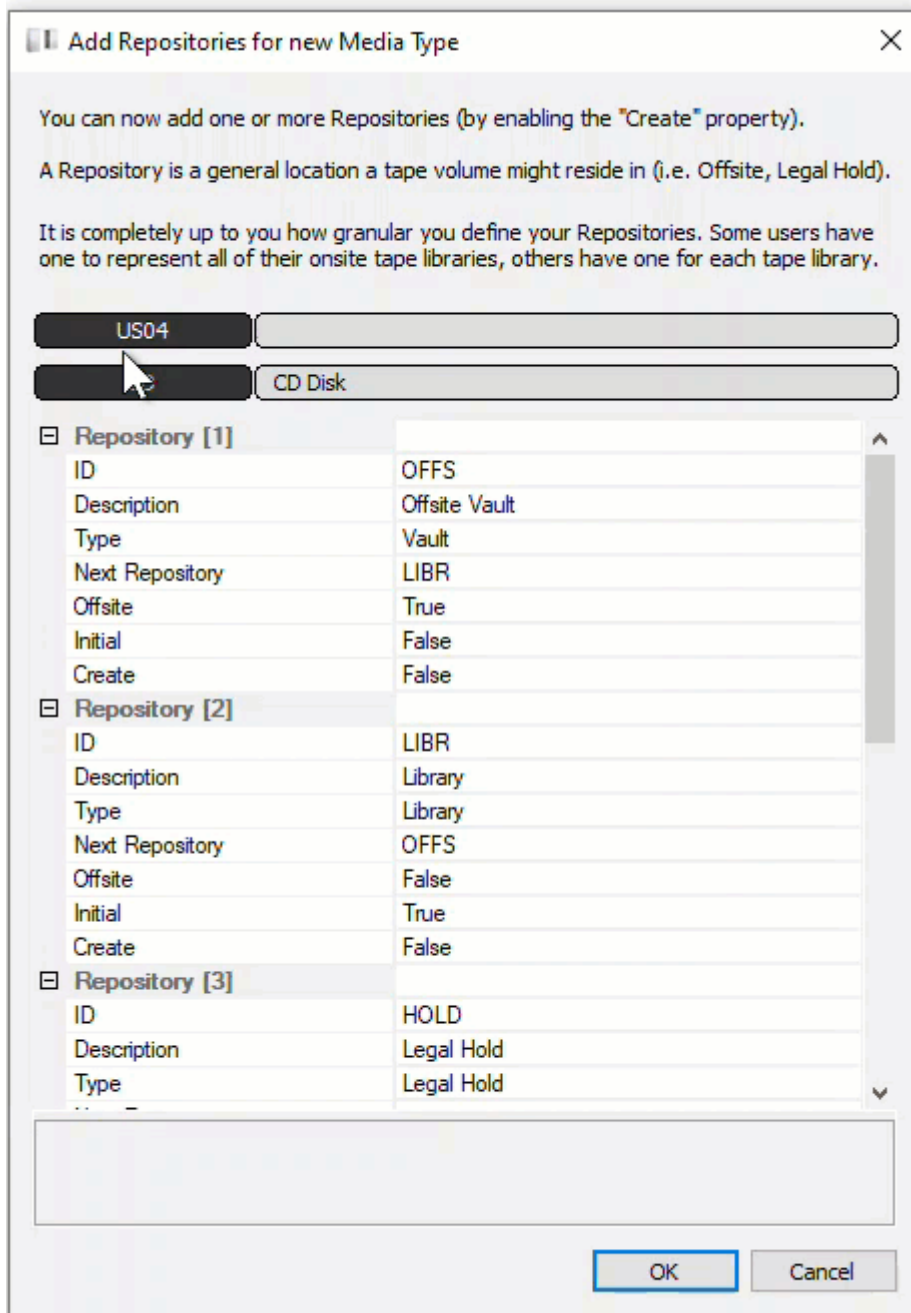 Add Repositories for new Media Type
You can now add one or more Repositories (by enabling the "Create" property).
A Repository is a general location a tape volume might reside in (i.e. Offsite, Legal Hold).
It is completely up to you how granular you define your Repositories. Some users have
one to represent all of their onsite tape libraries, others have one for each tape library.
US04
CD Disk
Repository [1]
ID OFFS
Description Offsite Vault
Type Vault
Next Repository LIBR
Offsite True
Initial False
Create False
Repository [2]
ID LIBR
Description Library
Type Library
Next Repository OFFS
Offsite False
Initial True
Create False
Repository [3]
ID HOLD
Description Legal Hold
Type Legal Hold
OK Cancel